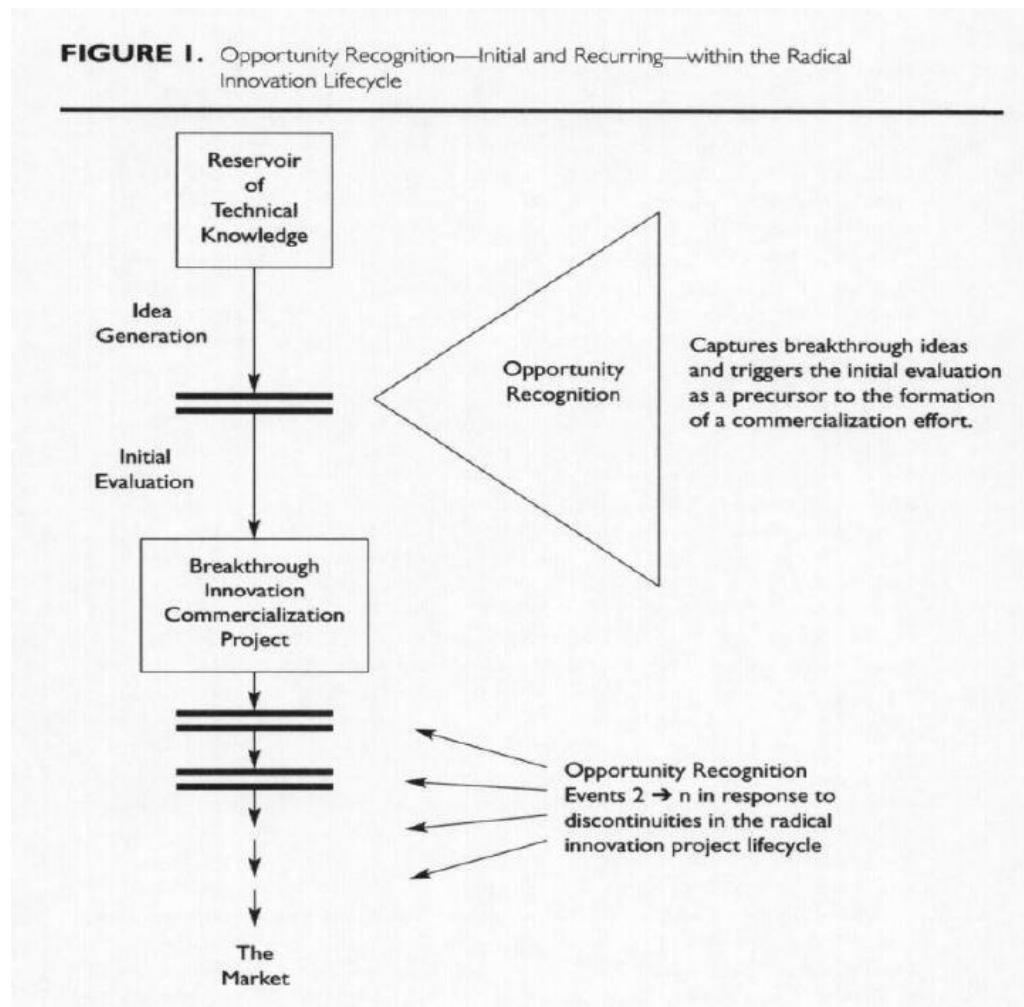 FIGURE 1. Opportunity Recognition—Initial and Recurring—within the Radical
Innovation Lifecycle
Reservoir
of
Technical
Knowledge
Idea
Generation
Opportunity
Recognition
Captures breakthrough ideas
and triggers the initial evaluation
as a precursor to the formation
of a commercialization effort.
Initial
Evaluation
Breakthrough
Innovation
Commercialization
Project
Opportunity Recognition
Events 2 → n in response to
discontinuities in the radical
innovation project lifecycle
The
Market